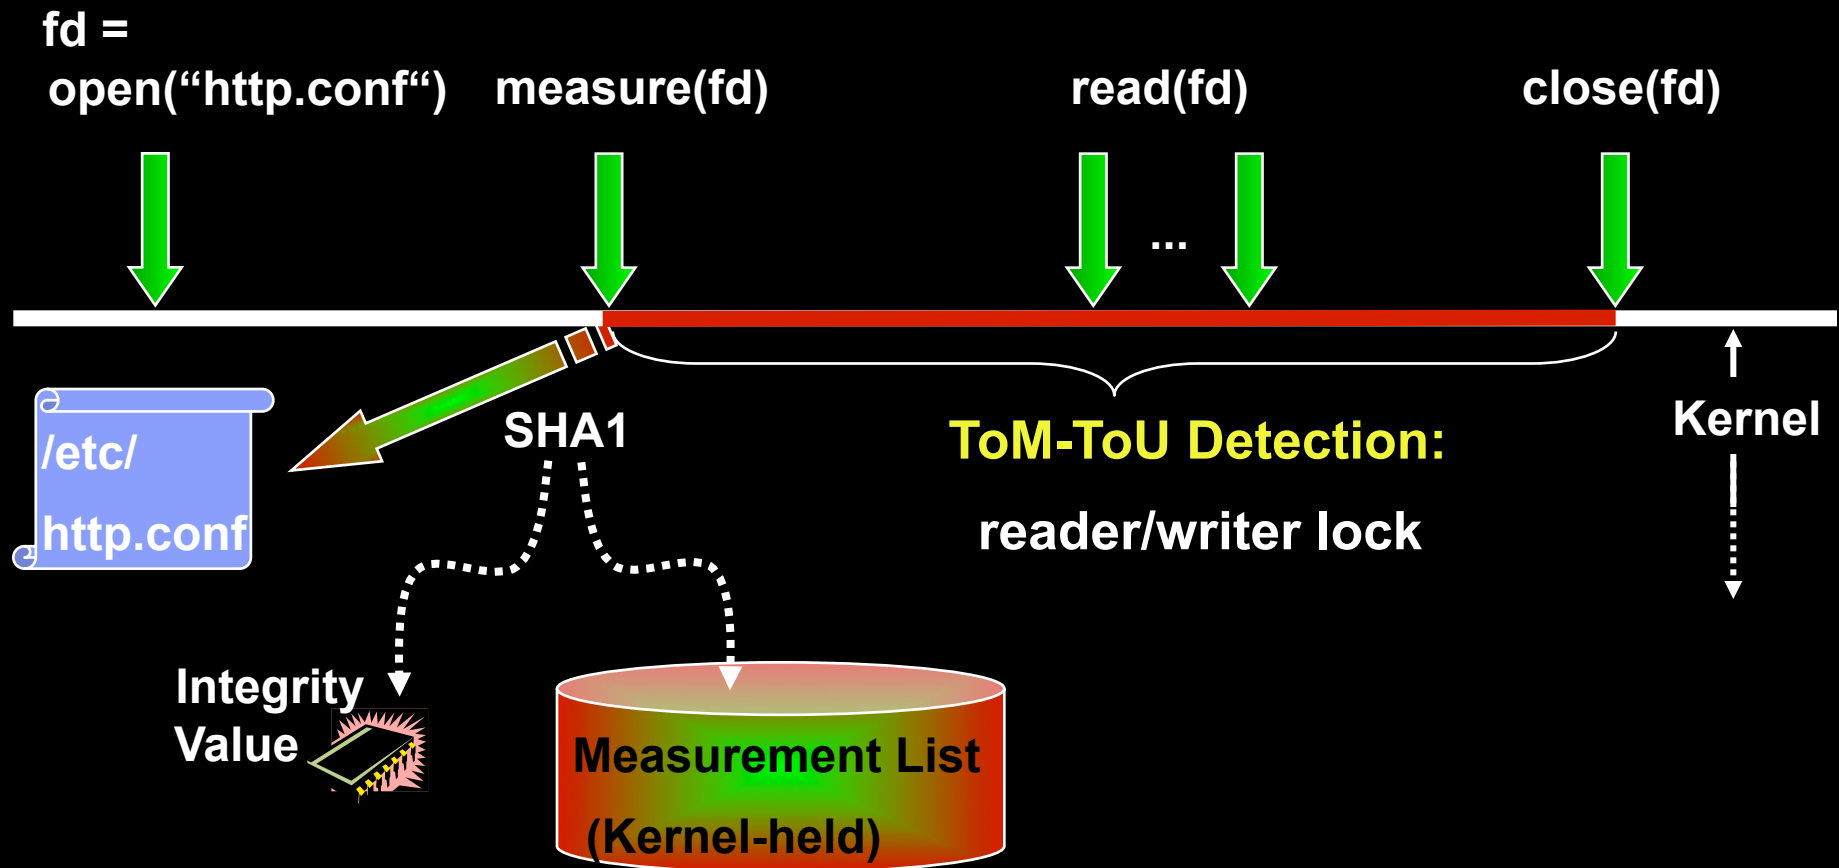 fd =
open(“http.conf“)
measure(fd)
read(fd)
close(fd)
...
/etc/
http.conf
SHA1
ToM-ToU Detection:
reader/writer lock
Kernel
Integrity
Value
Measurement List
(Kernel-held)